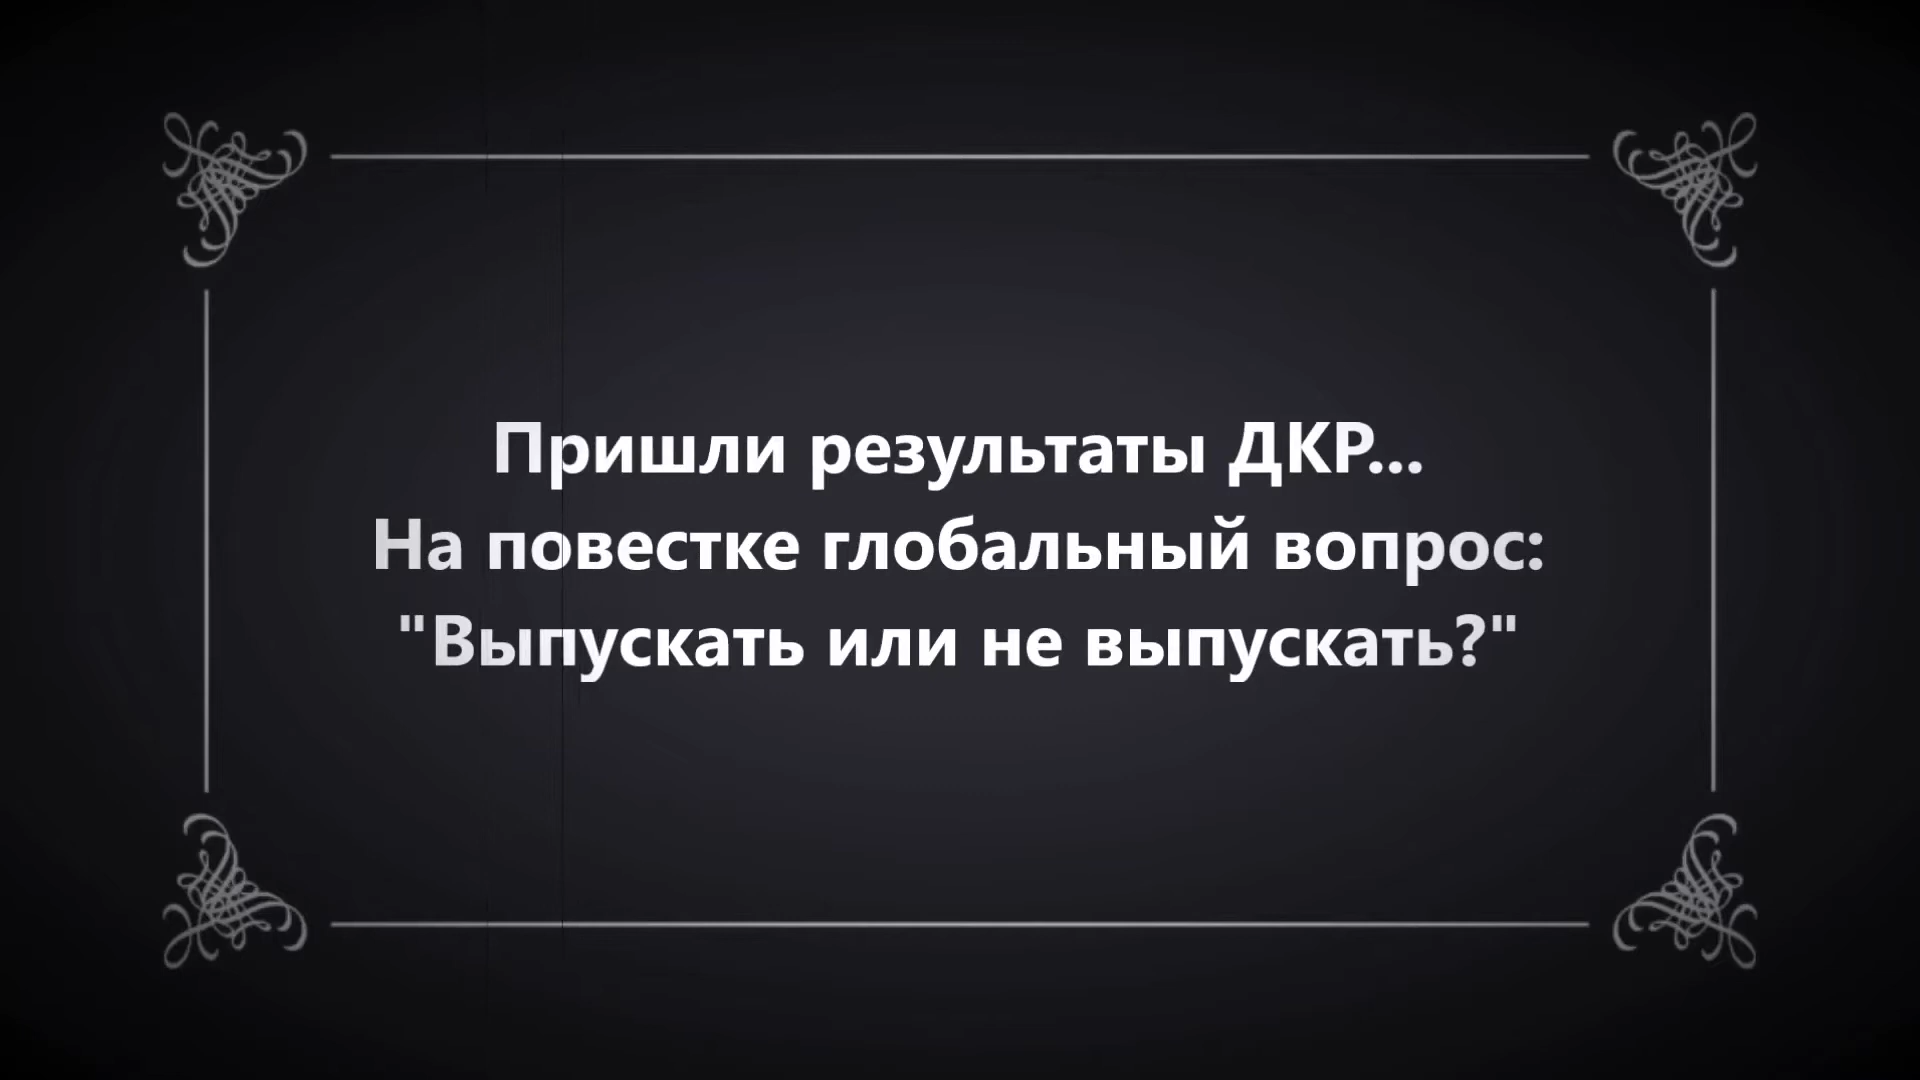 Пришли результаты ДКР...
На повестке глобальный вопрос:
"Выпускать или не выпускать?"